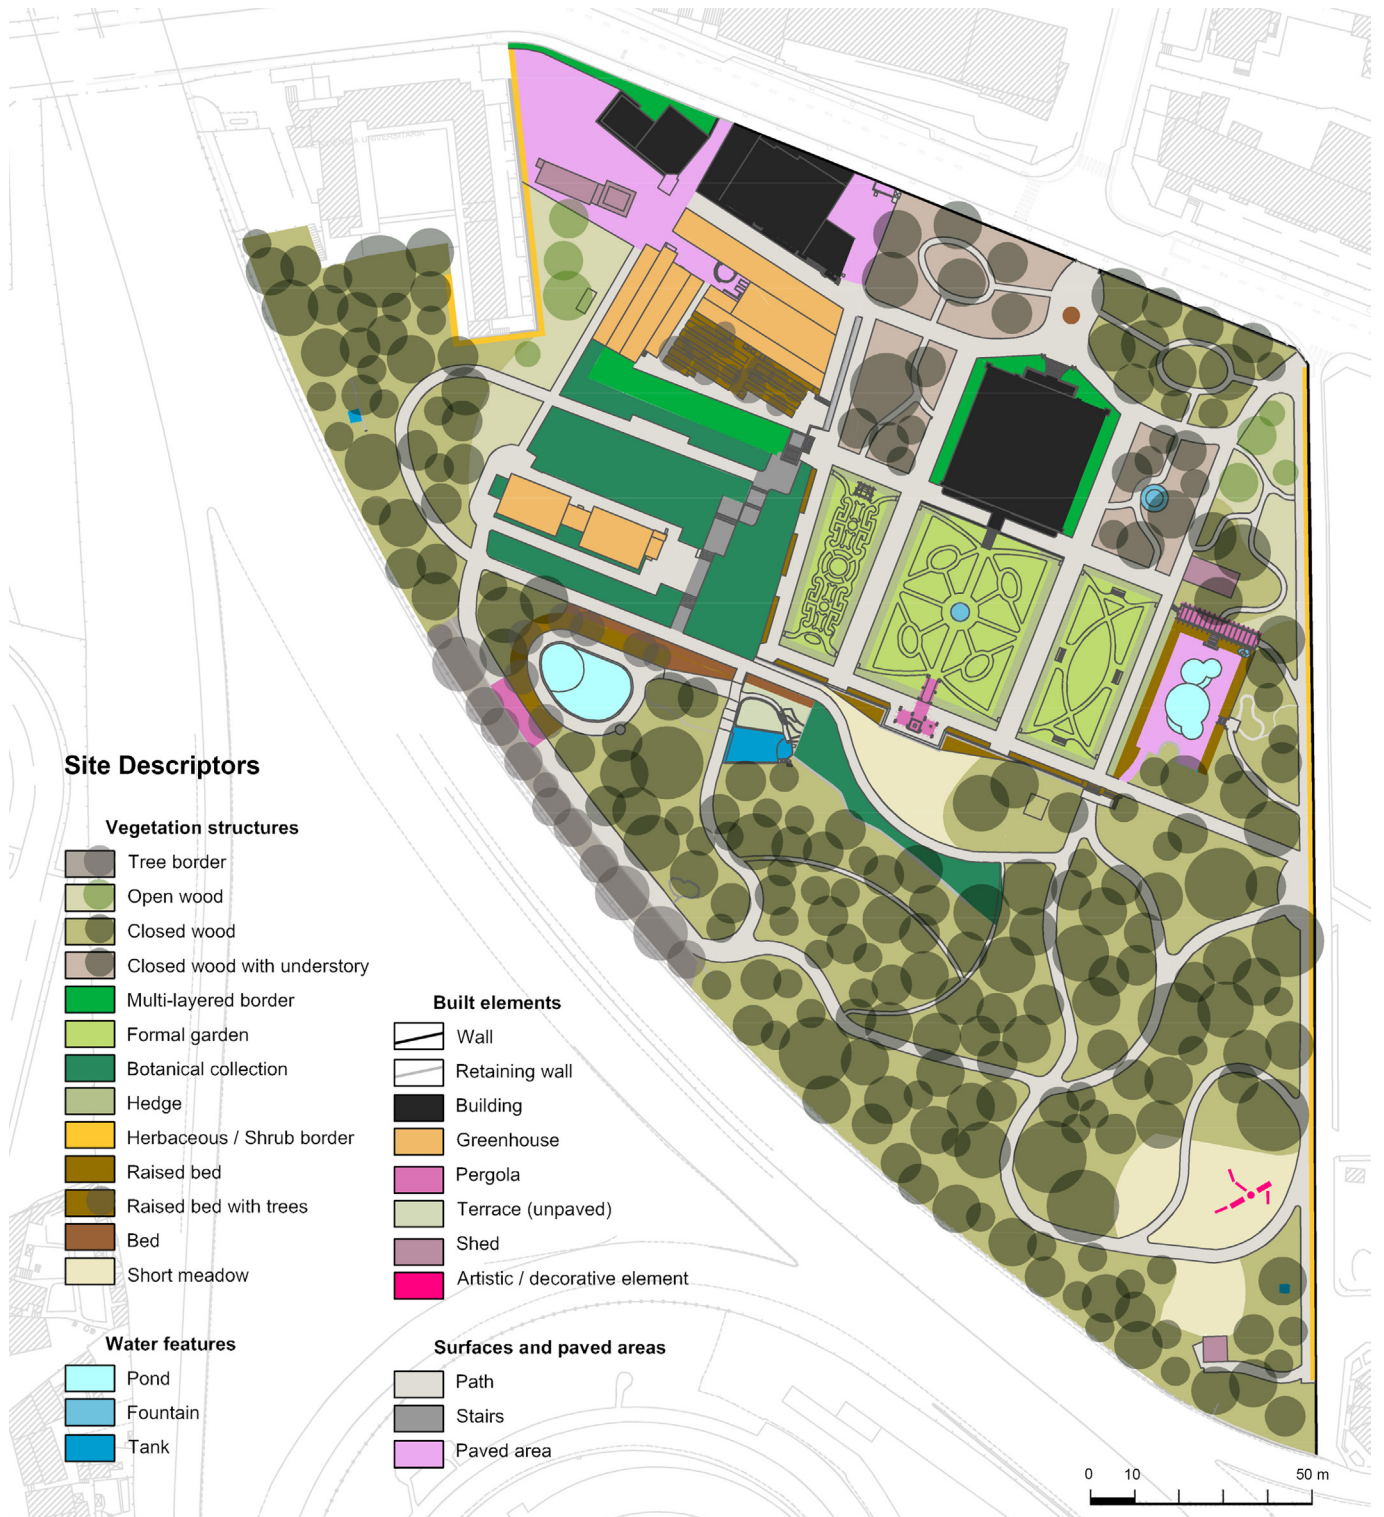 Site Descriptors
Vegetation structures
Tree border
Open wood
Closed wood
Closed wood with understory
Multi-layered border
Formal garden
Botanical collection
Hedge
Herbaceous / Shrub border
Raised bed
Raised bed with trees
Bed
Short meadow
Water features
Pond
Fountain
Tank
Built elements
Wall
Retaining wall
Building
Greenhouse
Pergola
Terrace (unpaved)
Shed
Artistic / decorative element
Surfaces and paved areas
Path
Stairs
Paved area
0 10 50 m